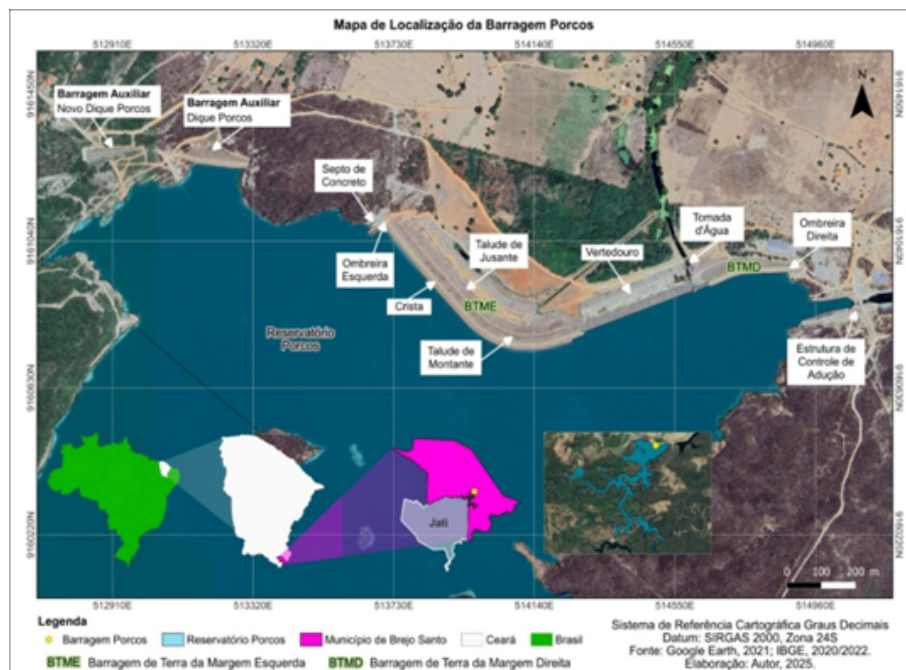 Mapa de Localização da Barragem Porcos
512910E 513320E 513730E 514140E 514550E 514960E
9161450N
9161040N
9160630N
9160220N
9161450N
9161040N
9160630N
9160220N
N
Barragem Auxiliar
Novo Dique Porcos
Barragem Auxiliar
Dique Porcos
Septo de
Concreto
Ombreira
Esquerda
Talude de
Jusante
Crista
BTME
Talude de
Montante
Vertedouro
Tomada
d'Água
BTMD
Ombreira
Direita
Estrutura de
Controle de
Adução
Reservatório
Porcos
Jati
0 100 200 m
512910E 513320E 513730E 514140E 514550E 514960E
Legenda
Barragem Porcos Reservatório Porcos Município de Brejo Santo Ceará Brasil
BTME Barragem de Terra da Margem Esquerda BTMD Barragem de Terra da Margem Direita
Sistema de Referência Cartográfica Graus Decimais
Datum: SIRGAS 2000, Zona 24S
Fonte: Google Earth, 2021; IBGE, 2020/2022.
Elaboração: Autor, 2025.